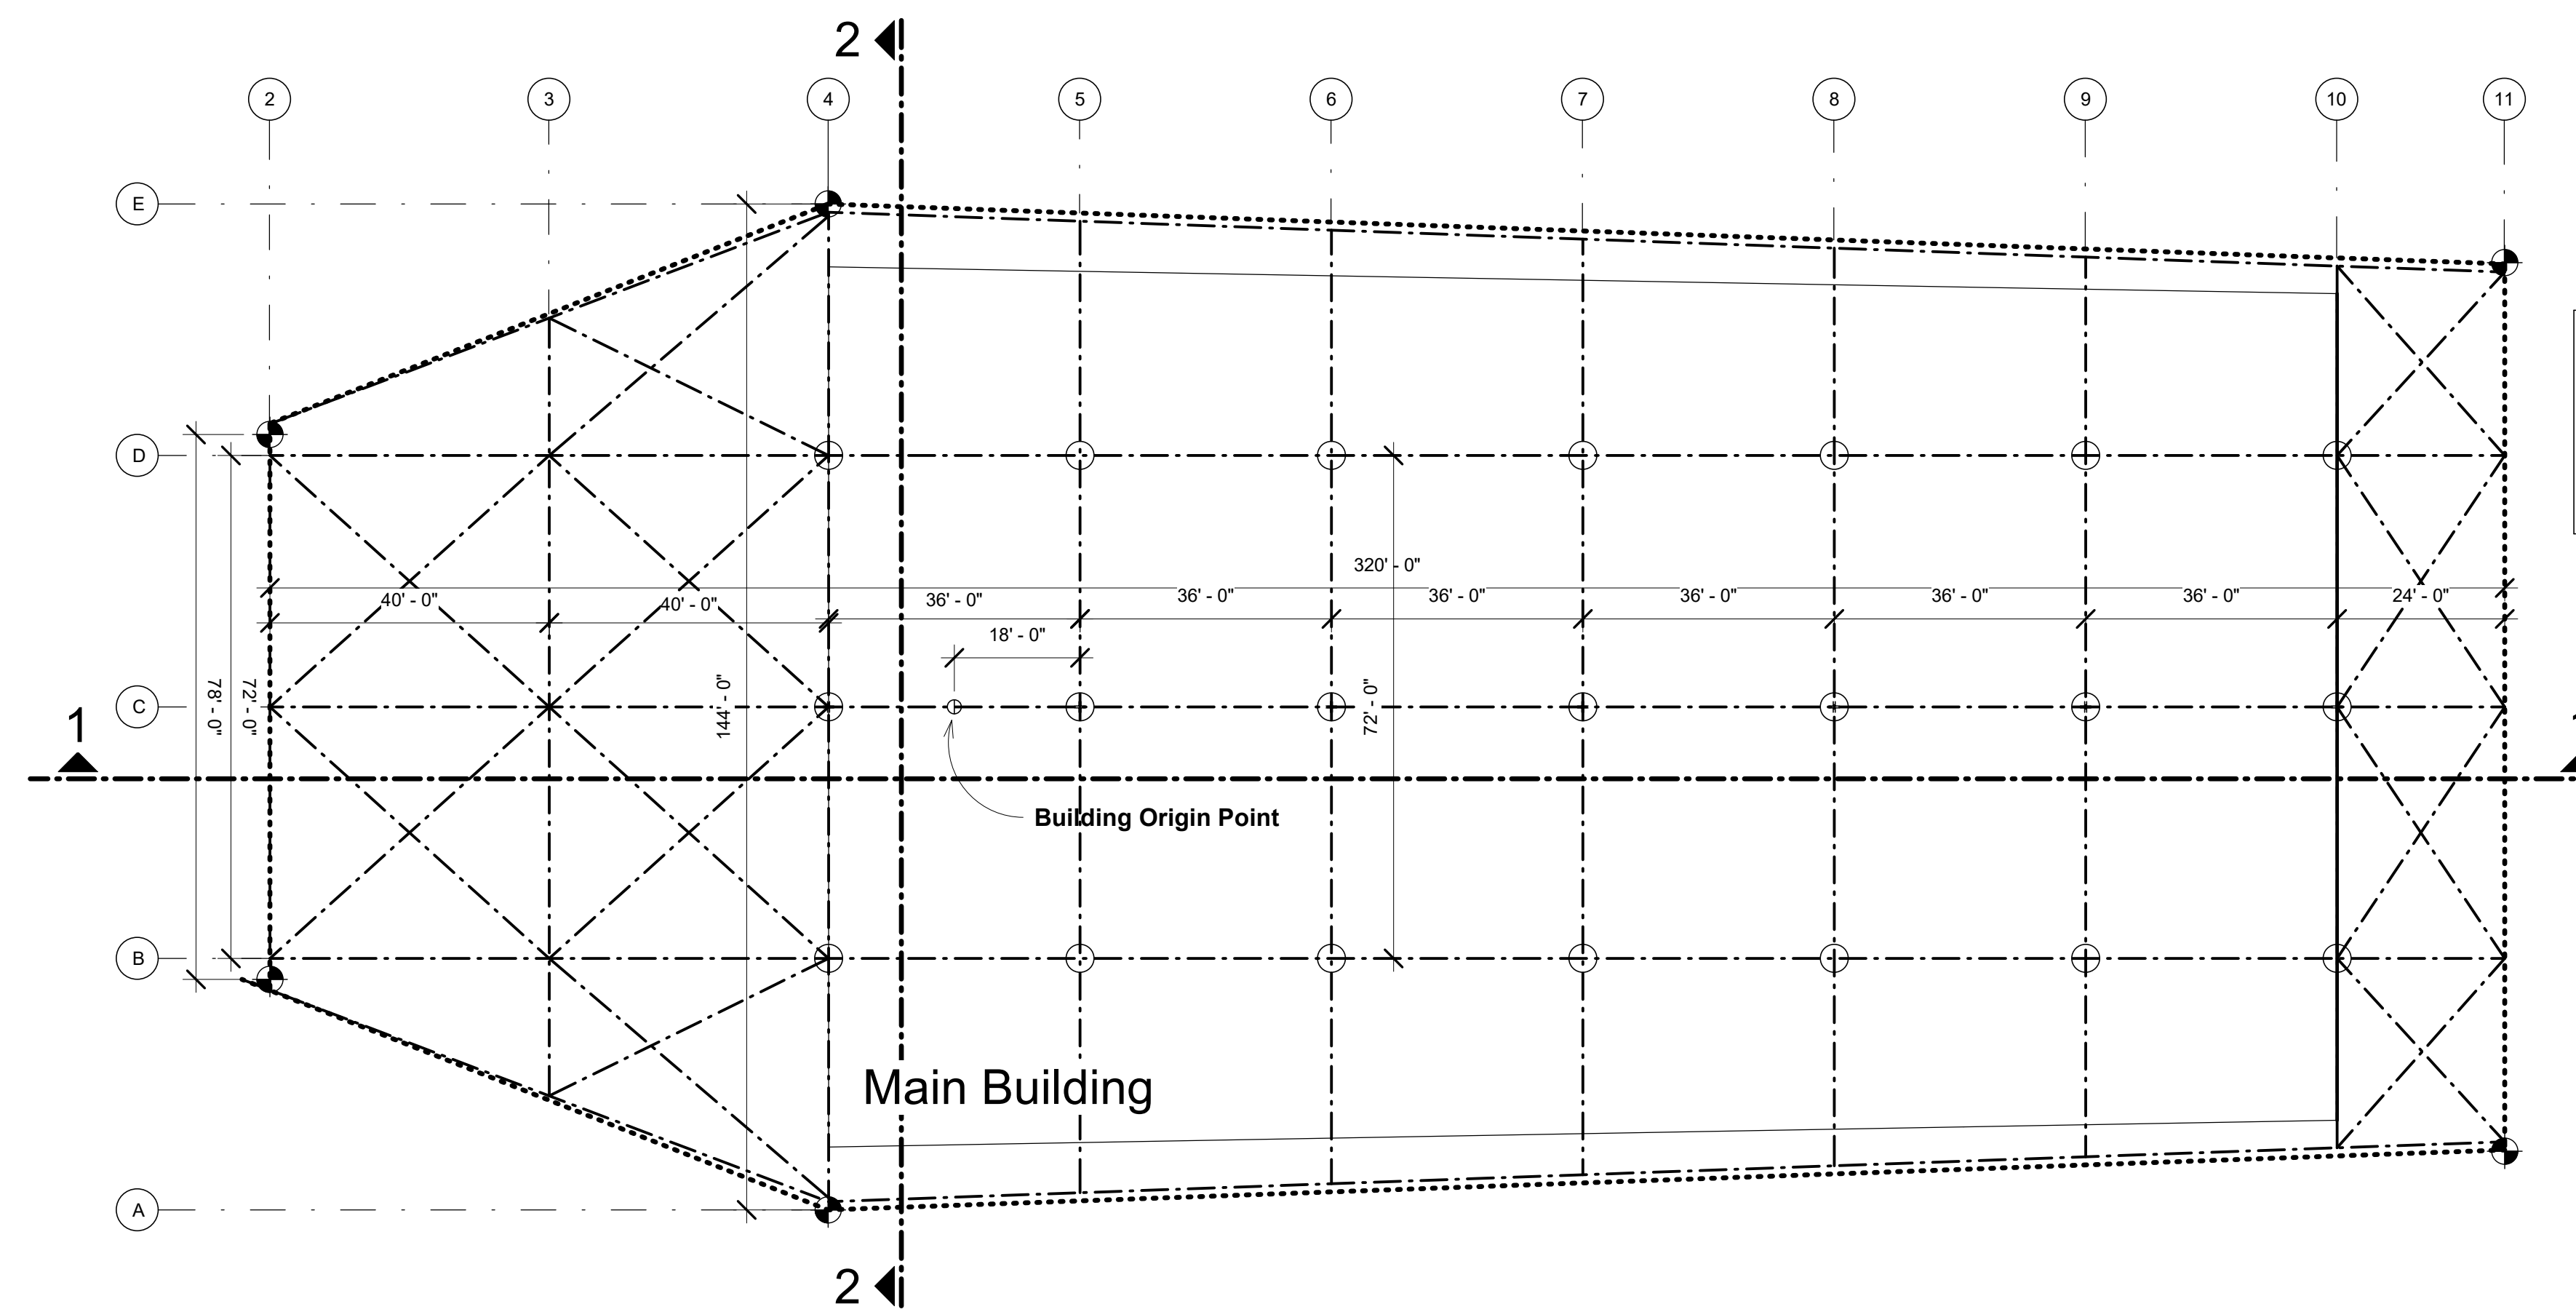 2
2
3
4
5
6
7
8
9
10
11
E
D
320' - 0"
40' - 0"
40' - 0"
36' - 0"
36' - 0"
36' - 0"
36' - 0"
36' - 0"
36' - 0"
24' - 0"
18' - 0"
78' - 0"
72' - 0"
144' - 0"
72' - 0"
C
1
Building Origin Point
B
Main Building
A
2